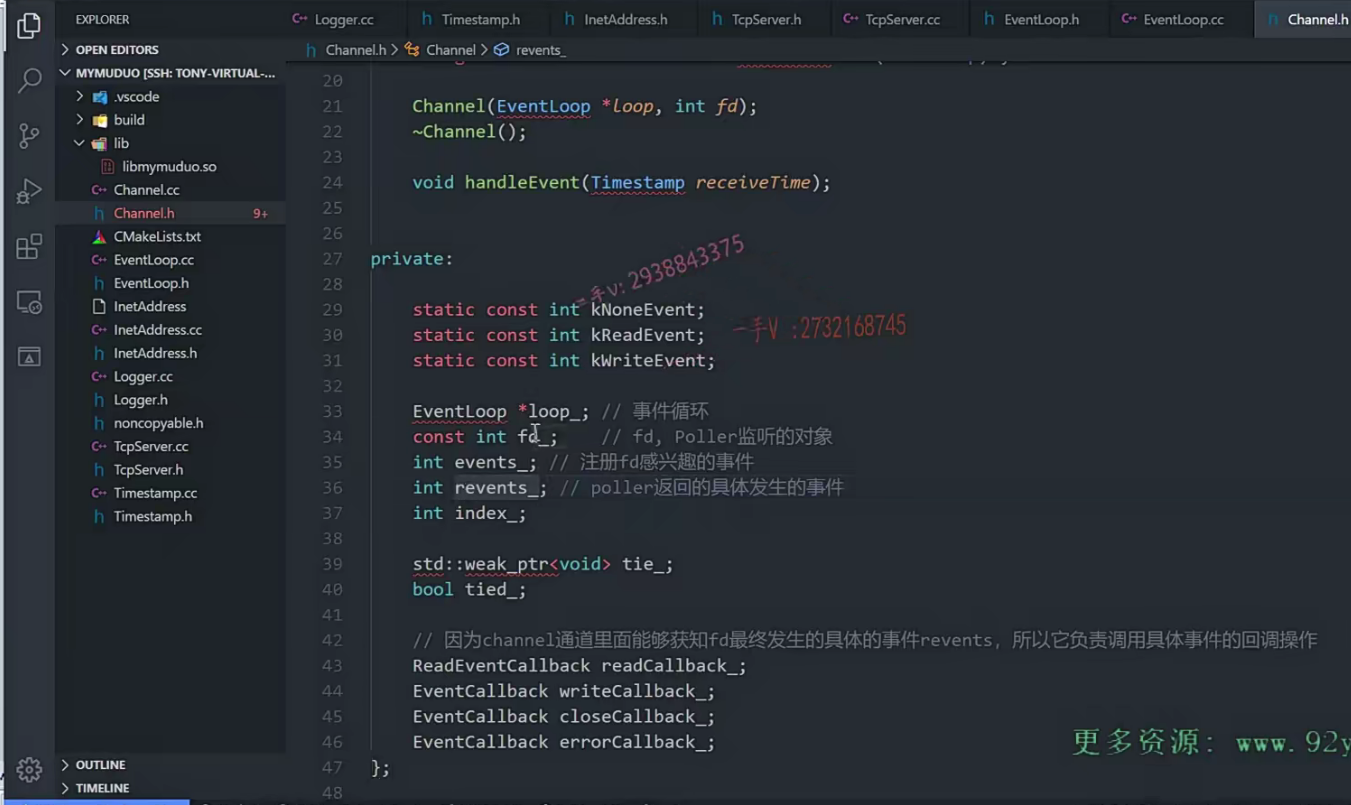 EXPLORER
OPEN EDITORS
MYMUDUO [SSH: TONY-VIRTUAL-...
.vscode
build
lib
libmymuduo.so
Channel.cc
Channel.h 9+
CMakeLists.txt
EventLoop.cc
EventLoop.h
InetAddress
InetAddress.cc
InetAddress.h
Logger.cc
Logger.h
noncopyable.h
TcpServer.cc
TcpServer.h
Timestamp.cc
Timestamp.h
OUTLINE
TIMELINE
Logger.cc Timestamp.h InetAddress.h TcpServer.h TcpServer.cc EventLoop.h EventLoop.cc Channel.h
Channel.h > Channel > revents_
20
21 Channel(EventLoop *loop, int fd);
22 ~Channel();
23
24 void handleEvent(Timestamp receiveTime);
25
26
27 private:
28
29 static const int kNoneEvent;
30 static const int kReadEvent;
31 static const int kWriteEvent;
32
33 EventLoop *loop_; // 事件循环
34 const int fd_; // fd, Poller监听的对象
35 int events_; // 注册fd感兴趣的事件
36 int revents_; // poller返回的具体发生的事件
37 int index_;
38
39 std::weak_ptr<void> tie_;
40 bool tied_;
41
42 // 因为channel通道里面能够获知fd最终发生的具体的事件revents，所以它负责调用具体事件的回调操作
43 ReadEventCallback readCallback_;
44 EventCallback writeCallback_;
45 EventCallback closeCallback_;
46 EventCallback errorCallback_;
47 };
48
一手v: 2938843375
一手V :2732168745
更多资源: www.92y